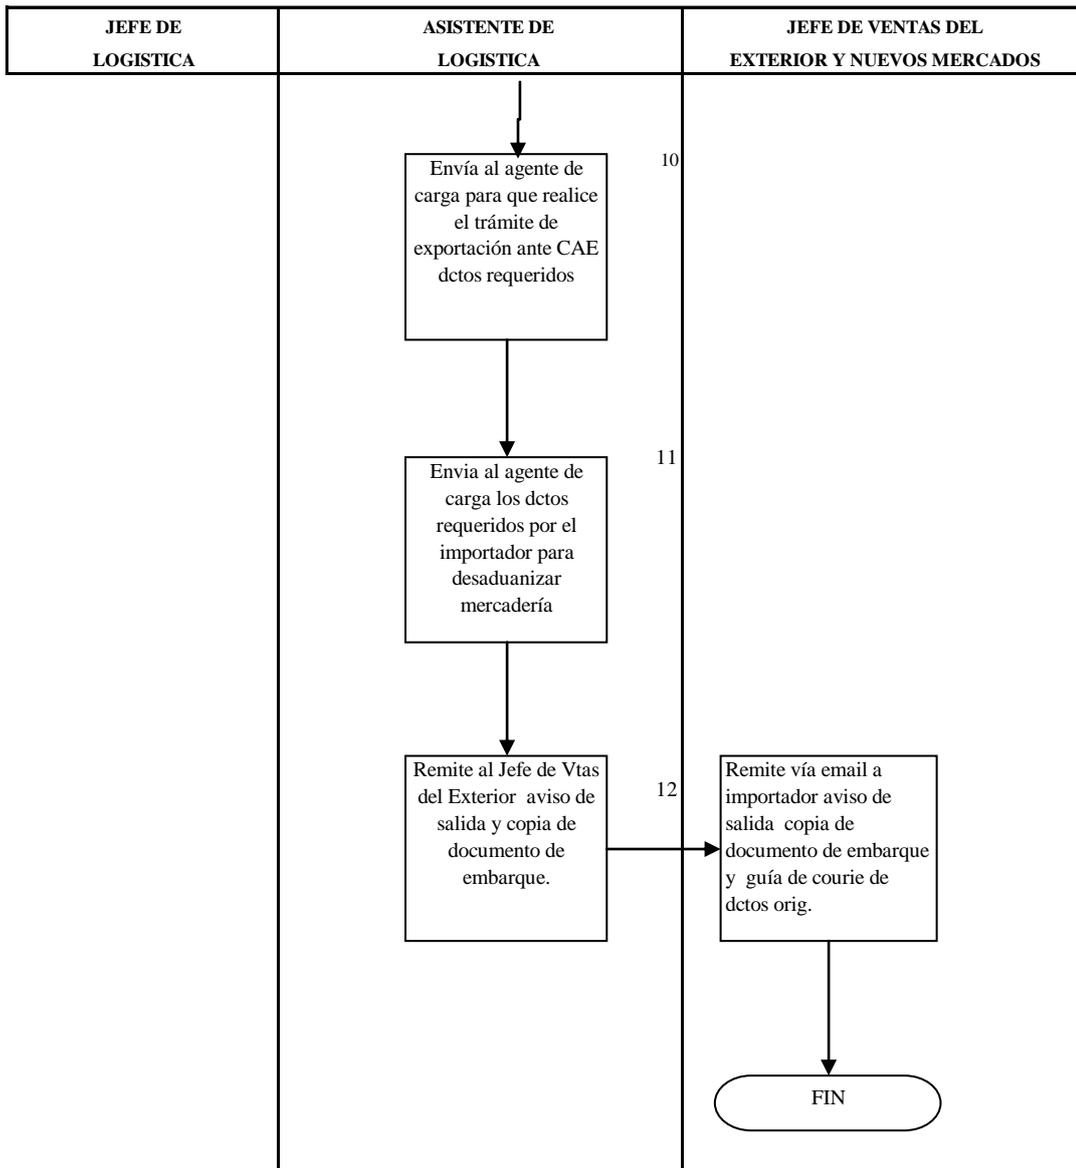 JEFE DE
LOGISTICA
ASISTENTE DE
LOGISTICA
JEFE DE VENTAS DEL
EXTERIOR Y NUEVOS MERCADOS
Envía al agente de
carga para que realice
el trámite de
exportación ante CAE
dctos requeridos
10
Envia al agente de
carga los dctos
requeridos por el
importador para
desaduanizar
mercadería
11
Remite al Jefe de Vtas
del Exterior aviso de
salida y copia de
documento de
embarque.
12
Remite vía email a
importador aviso de
salida copia de
documento de embarque
y guía de courie de
dctos orig.
FIN